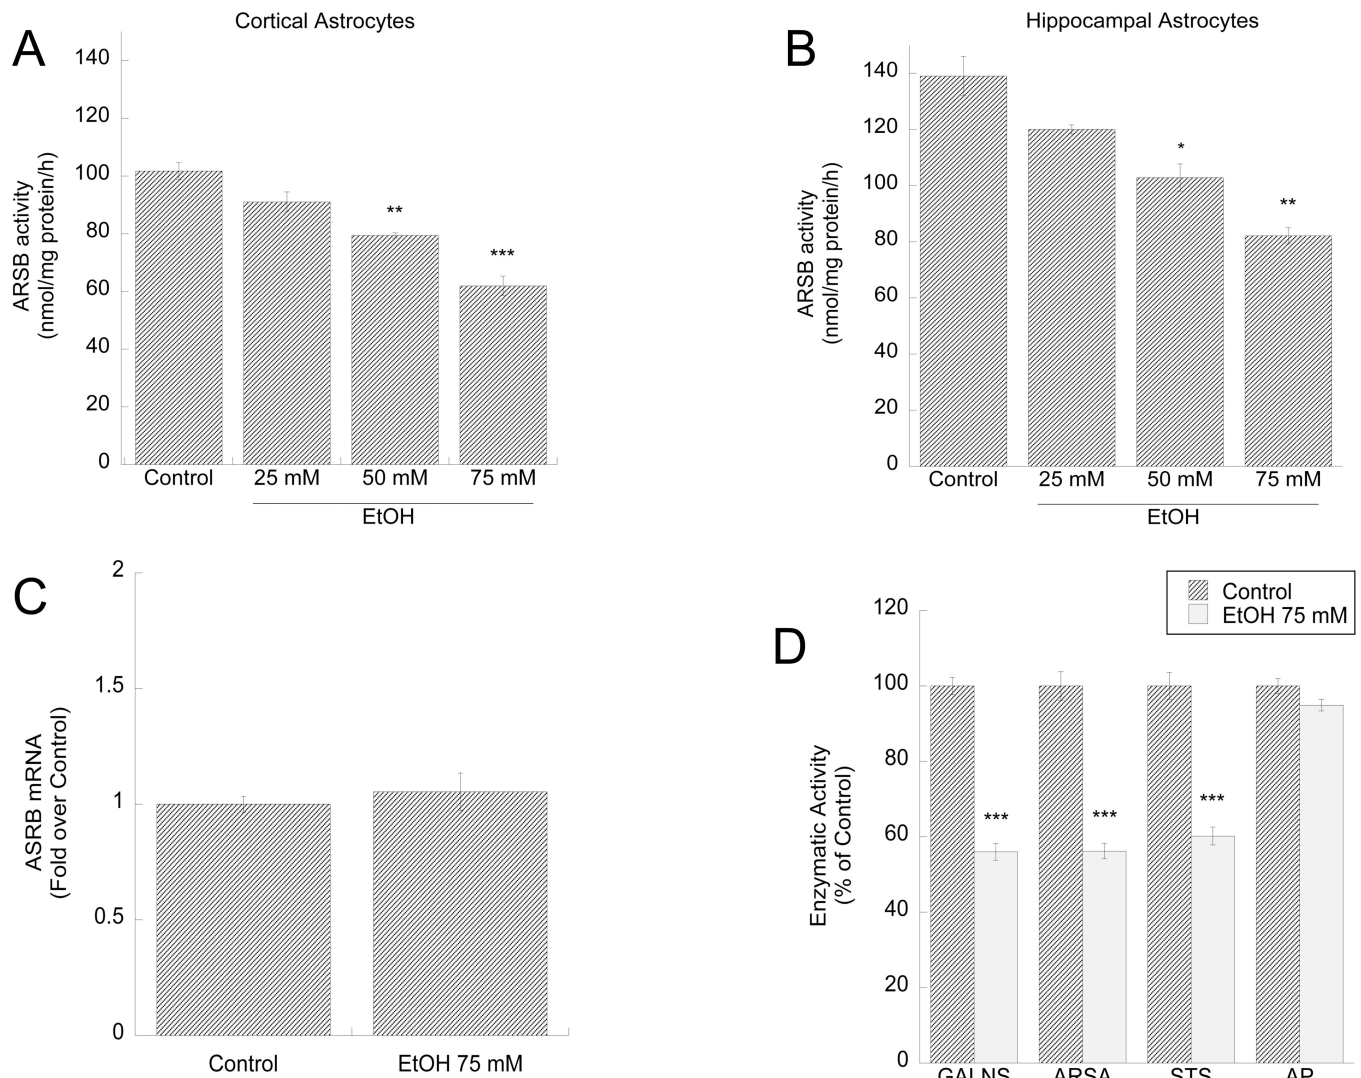 A
Cortical Astrocytes
140
120
100
80
60
40
20
0
ARSB activity
(nmol/mg protein/h)
**
***
Control 25 mM 50 mM 75 mM
EtOH
B
Hippocampal Astrocytes
140
120
100
80
60
40
20
0
ARSB activity
(nmol/mg protein/h)
*
**
Control 25 mM 50 mM 75 mM
EtOH
C
2
1.5
1
0.5
0
ASRB mRNA
(Fold over Control)
Control EtOH 75 mM
D
Control
EtOH 75 mM
120
100
80
60
40
20
0
Enzymatic Activity
(% of Control)
***
***
***
GALNS ARSA STS AP